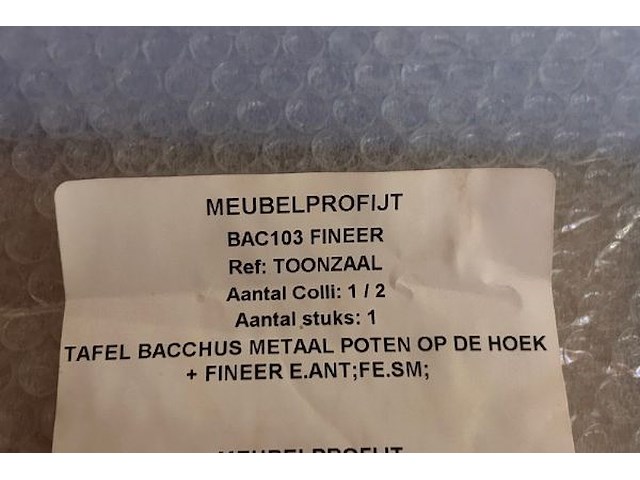 MEUBELPROFIJT
BAC103 FINEER
Ref: TOONZAAL
Aantal Colli: 1 / 2
Aantal stuks: 1
TAFEL BACCHUS METAAL POTEN OP DE HOEK
+ FINEER E.ANT;FE.SM;
MEUBELPROFIJT